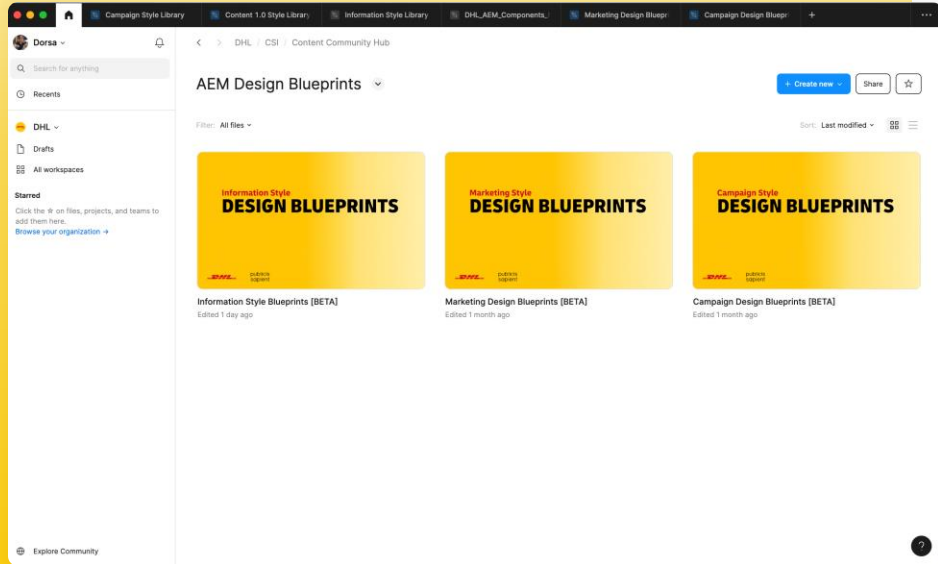 Campaign Style Library
Content 1.0 Style Library
Information Style Library
DHL_AEM_Components_
Marketing Design Bluepri
Campaign Design Bluepri
Dorsa
DHL / CSI / Content Community Hub
Search for anything
Recents
DHL
Drafts
All workspaces
Starred
Click the ☆ on files, projects, and teams to
add them here.
Browse your organization →
AEM Design Blueprints
+ Create new
Share
Filter: All files
Sort: Last modified
Information Style
DESIGN BLUEPRINTS
DHL
publicis
sapient
Information Style Blueprints [BETA]
Edited 1 day ago
Marketing Style
DESIGN BLUEPRINTS
DHL
publicis
sapient
Marketing Design Blueprints [BETA]
Edited 1 month ago
Campaign Style
DESIGN BLUEPRINTS
DHL
publicis
sapient
Campaign Design Blueprints [BETA]
Edited 1 month ago
Explore Community
?